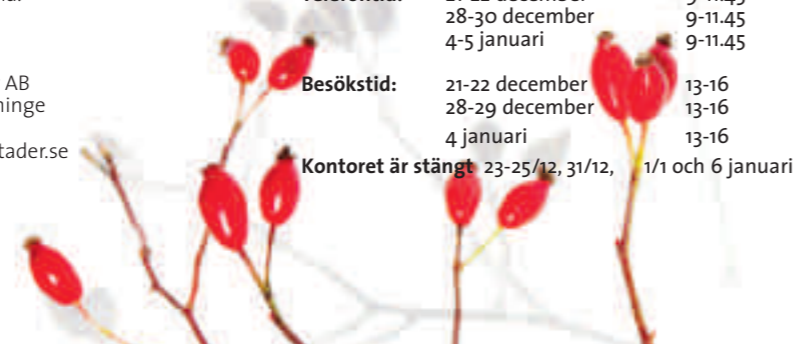 28-30 december 9-11.45
4-5 januari 9-11.45
AB
Besökstid: 21-22 december 13-16
28-29 december 13-16
tader.se
4 januari 13-16
Kontoret är stängt 23-25/12, 31/12, 1/1 och 6 januari